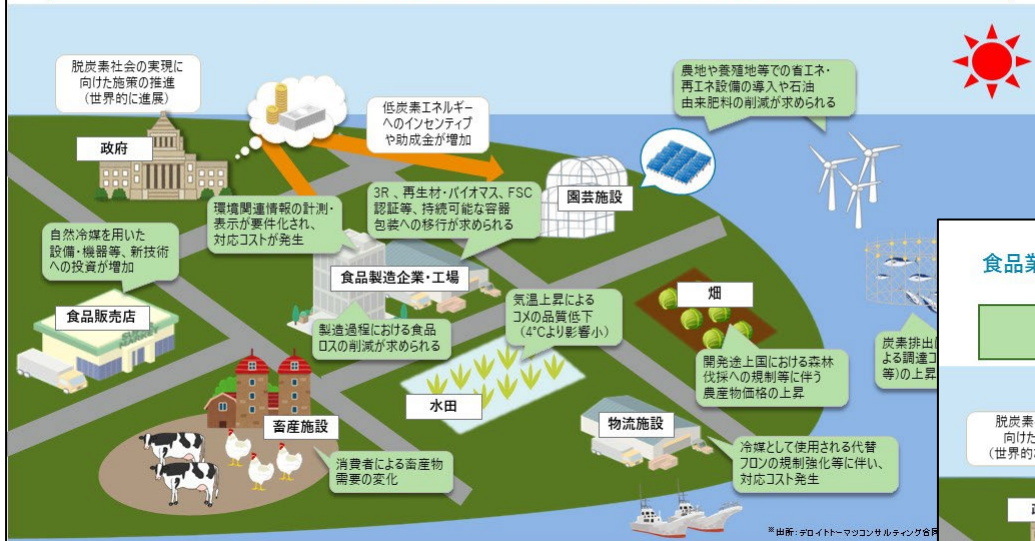 脱炭素社会の実現に
向けた施策の推進
(世界的に進展)
政府
低炭素エネルギー
へのインセンティブ
や助成金が増加
農地や養殖地等での省エネ・
再エネ設備の導入や石油
由来肥料の削減が求められる
園芸施設
3R、再生材・バイオマス、FSC
認証等、持続可能な容器
包装への移行が求められる
環境関連情報の計測・
表示が要件化され、
対応コストが発生
自然冷媒を用いた
設備・機器等、新技術
への投資が増加
食品販売店
食品製造企業・工場
製造過程における食品
ロスの削減が求められる
気温上昇による
コメの品質低下
(4℃より影響小)
水田
畑
開発途上国における森林
伐採への規制等に伴う
農産物価格の上昇
炭素排出
よる調達コ
等)の上昇
畜産施設
消費者による畜産物
需要の変化
物流施設
冷媒として使用される代替
フロンの規制強化等に伴い、
対応コスト発生
※出所:デロイトトーマツコンサルティング合同
食品業
脱炭素
向けた
(世界的